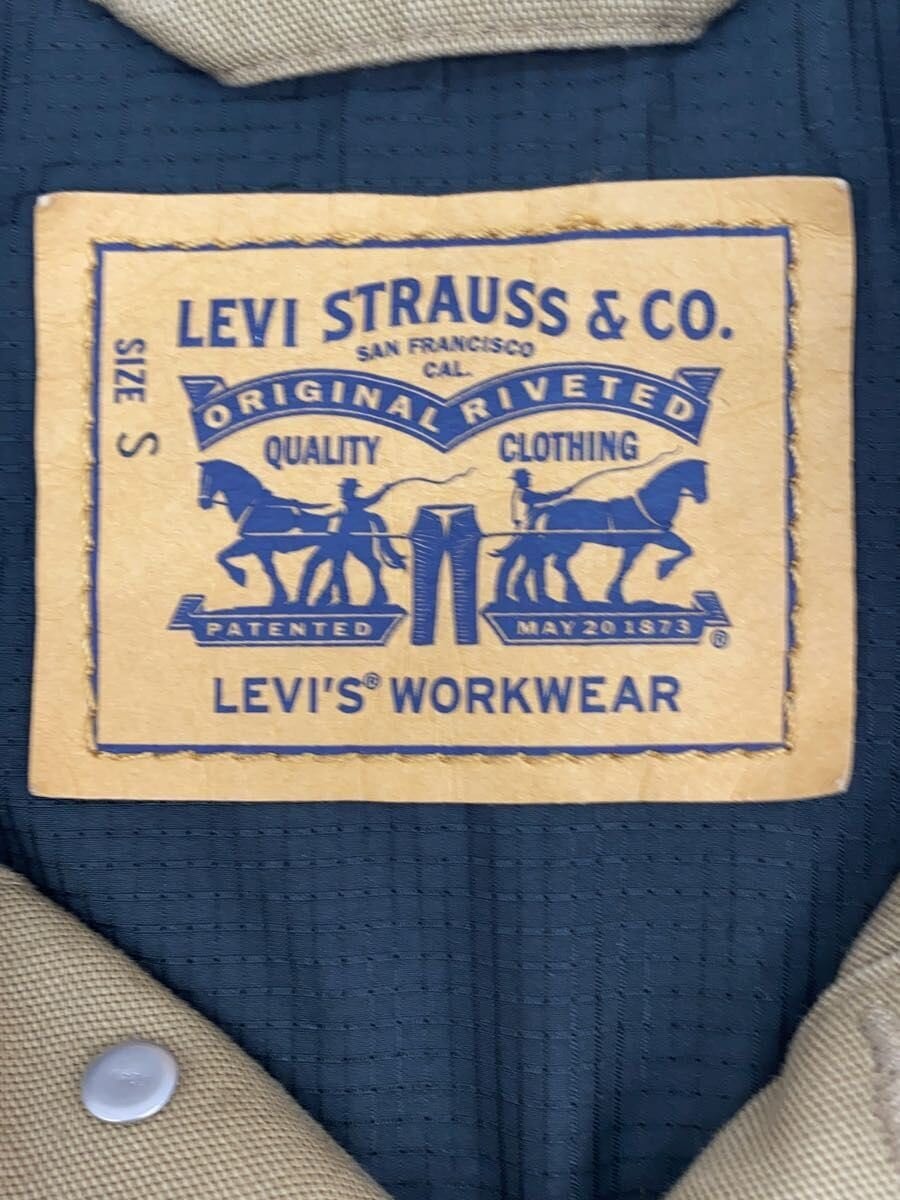 LEVI STRAUSS & CO.
SAN FRANCISCO
CAL.
ORIGINAL RIVETED
QUALITY CLOTHING
PATENTED MAY 20 1873 ®
LEVI'S® WORKWEAR
SIZE S